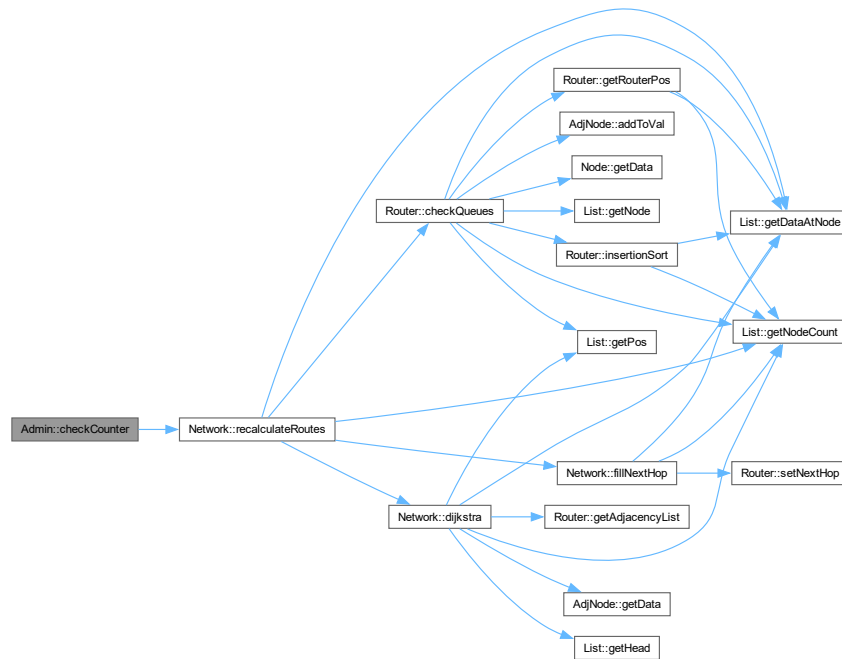 Router::getRouterPos
AdjNode::addToVal
Node::getData
Router::checkQueues
List::getNode
List::getDataAtNode
Router::insertionSort
List::getPos
List::getNodeCount
Admin::checkCounter
Network::recalculateRoutes
Network::fillNextHop
Router::setNextHop
Network::dijkstra
Router::getAdjacencyList
AdjNode::getData
List::getHead